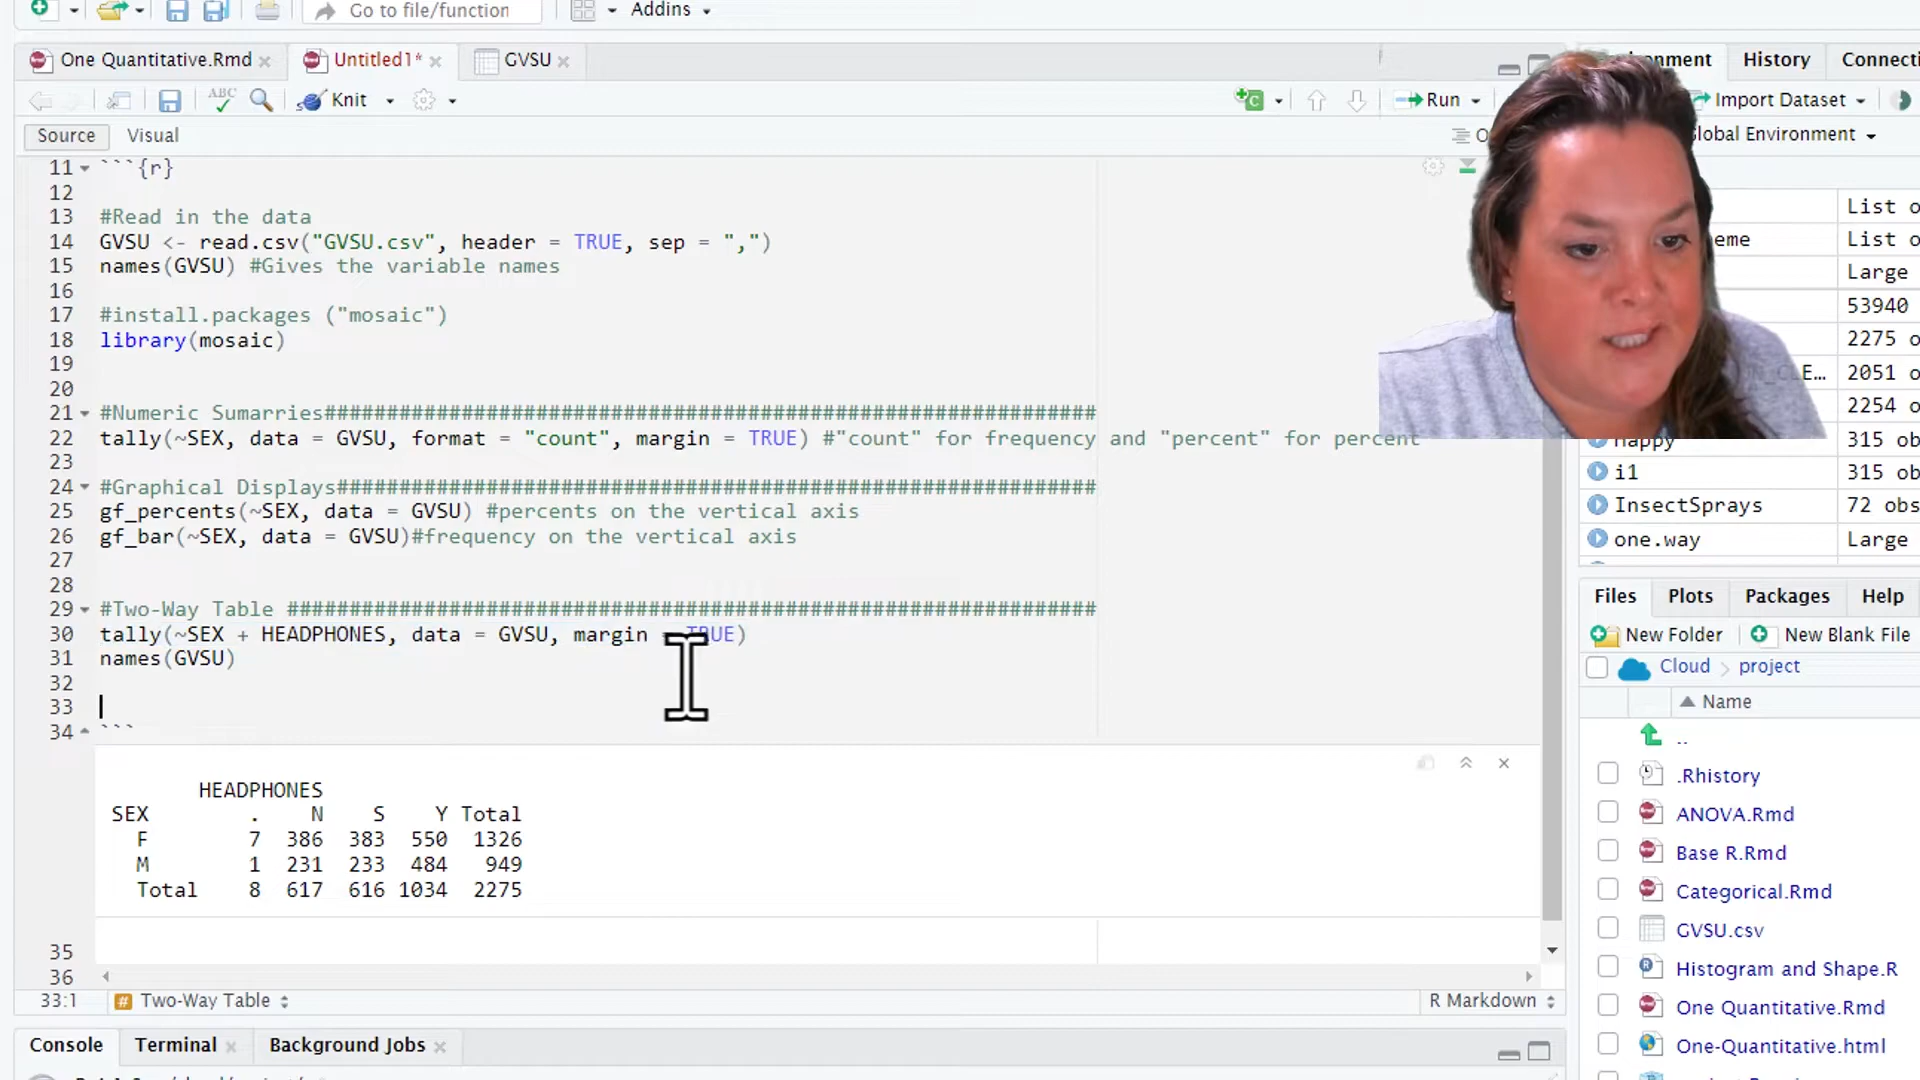 Go to file/function
Addins
One Quantitative.Rmd
Untitled1*
GVSU
History
Knit
Run
Import Dataset
Source
Visual
Global Environment
11 ```{r}
12
13 #Read in the data
14 GVSU <- read.csv("GVSU.csv", header = TRUE, sep = ",")
15 names(GVSU) #Gives the variable names
16
17 #install.packages ("mosaic")
18 library(mosaic)
19
20
21 #Numeric Sumarries##############################################################
22 tally(~SEX, data = GVSU, format = "count", margin = TRUE) #"count" for frequency and "percent" for percent
23
24 #Graphical Displays#############################################################
25 gf_percents(~SEX, data = GVSU) #percents on the vertical axis
26 gf_bar(~SEX, data = GVSU)#frequency on the vertical axis
27
28
29 #Two-Way Table #################################################################
30 tally(~SEX + HEADPHONES, data = GVSU, margin = TRUE)
31 names(GVSU)
32
33
34 ```
HEADPHONES
SEX . N S Y Total
F 7 386 383 550 1326
M 1 231 233 484 949
Total 8 617 616 1034 2275
35
36
33:1 # Two-Way Table
R Markdown
Console
Terminal
Background Jobs
List o
List o
Large
53940
2275 o
2051 o
2254 o
happy 315 o
i1 315 o
InsectSprays 72 obs
one.way Large
Files
Plots
Packages
Help
New Folder
New Blank File
Cloud
project
Name
..
.Rhistory
ANOVA.Rmd
Base R.Rmd
Categorical.Rmd
GVSU.csv
Histogram and Shape.R
One Quantitative.Rmd
One-Quantitative.html